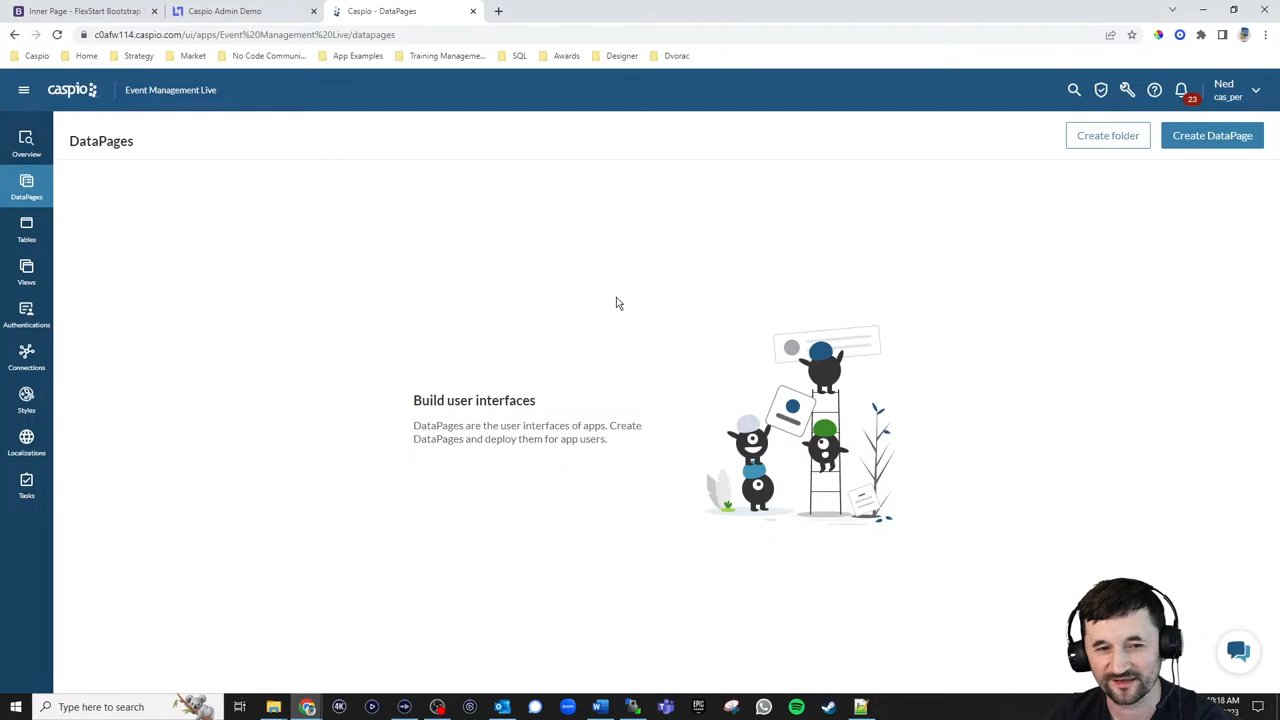 Inner Page - FlexStart Bootstrap
Caspio Admin Demo
Caspio - DataPages
c0afw114.caspio.com/ui/apps/Event%20Management%20Live/datapages
Caspio
Home
Strategy
Market
No Code Communi...
App Examples
Training Manageme...
SQL
Awards
Designer
Dvorac
caspio
Event Management Live
23
Ned
cas_per
Overview
DataPages
Tables
Views
Authentications
Connections
Styles
Localizations
Tasks
DataPages
Create folder
Create DataPage
Build user interfaces
DataPages are the user interfaces of apps. Create
DataPages and deploy them for app users.
Type here to search
4K
EPIC